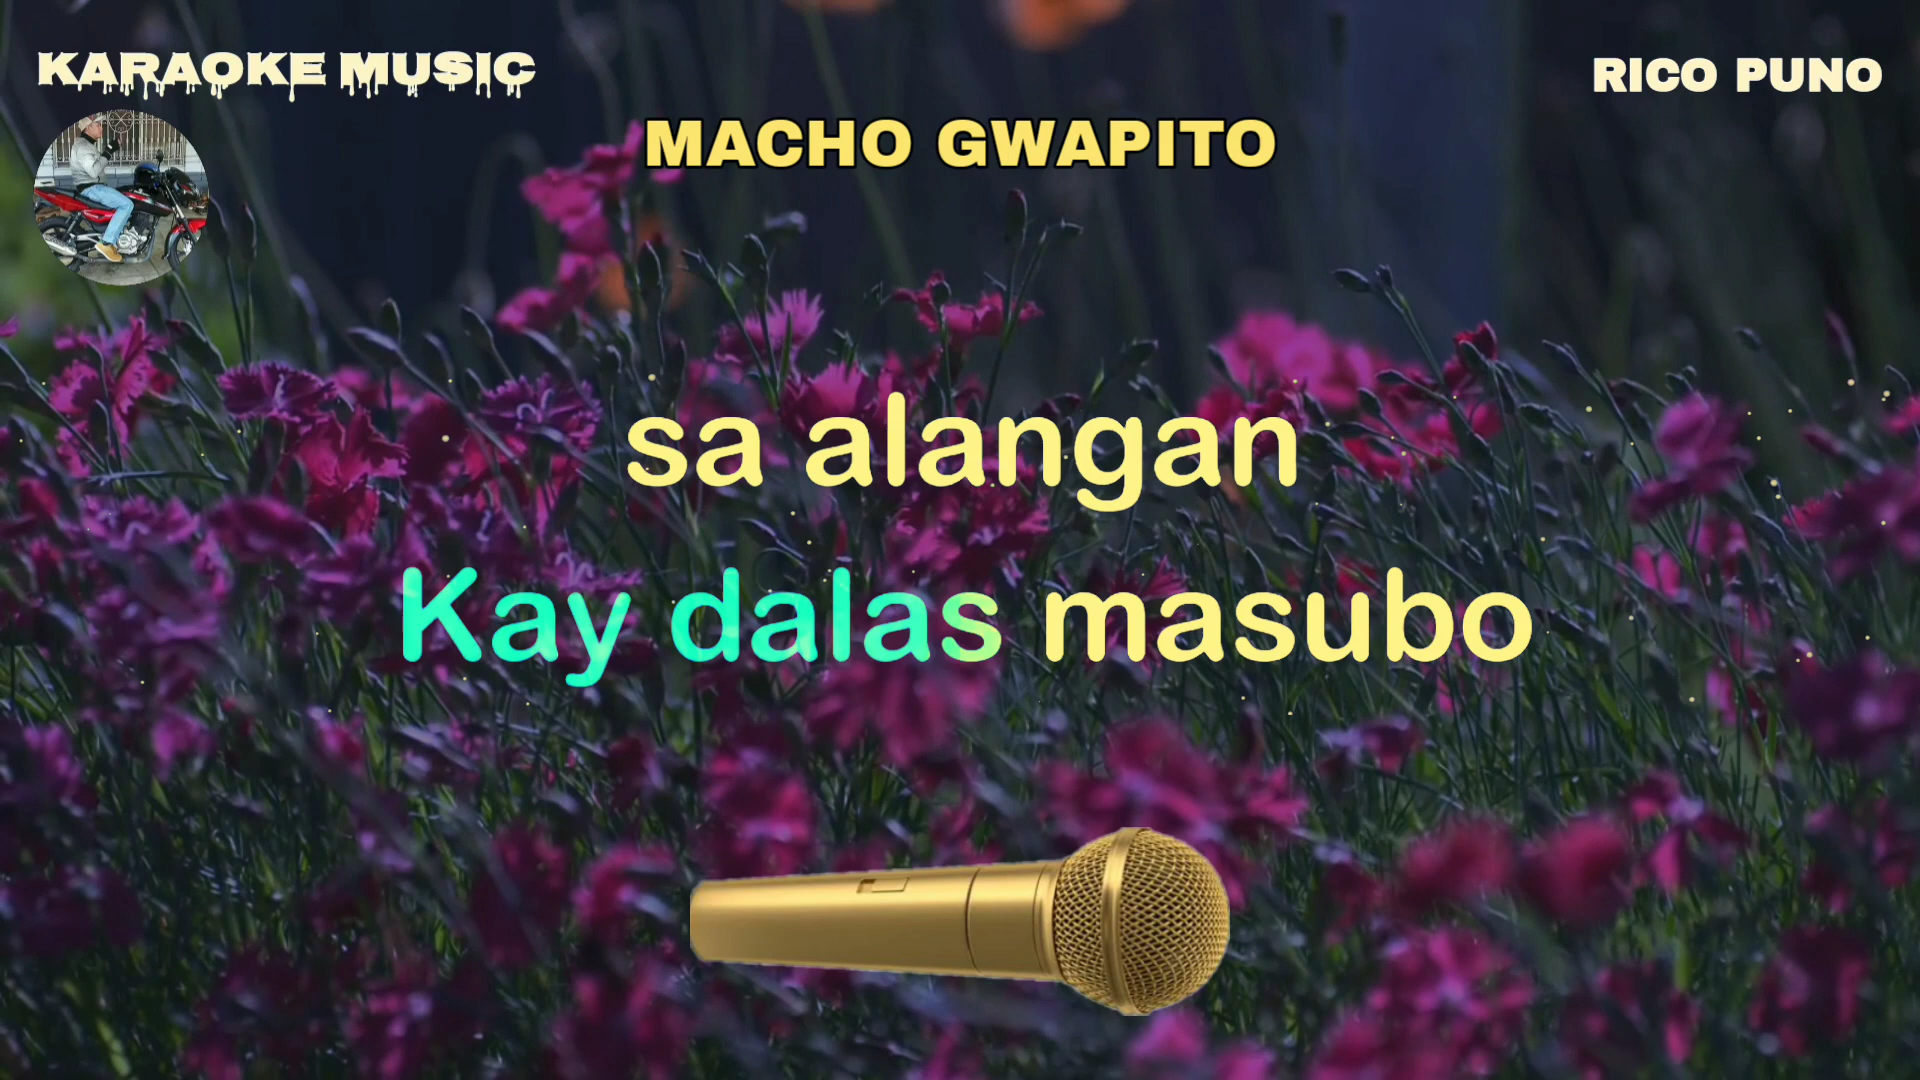 KARAOKE MUSIC
RICO PUNO
MACHO GWAPITO
sa alangan
Kay dalas masubo